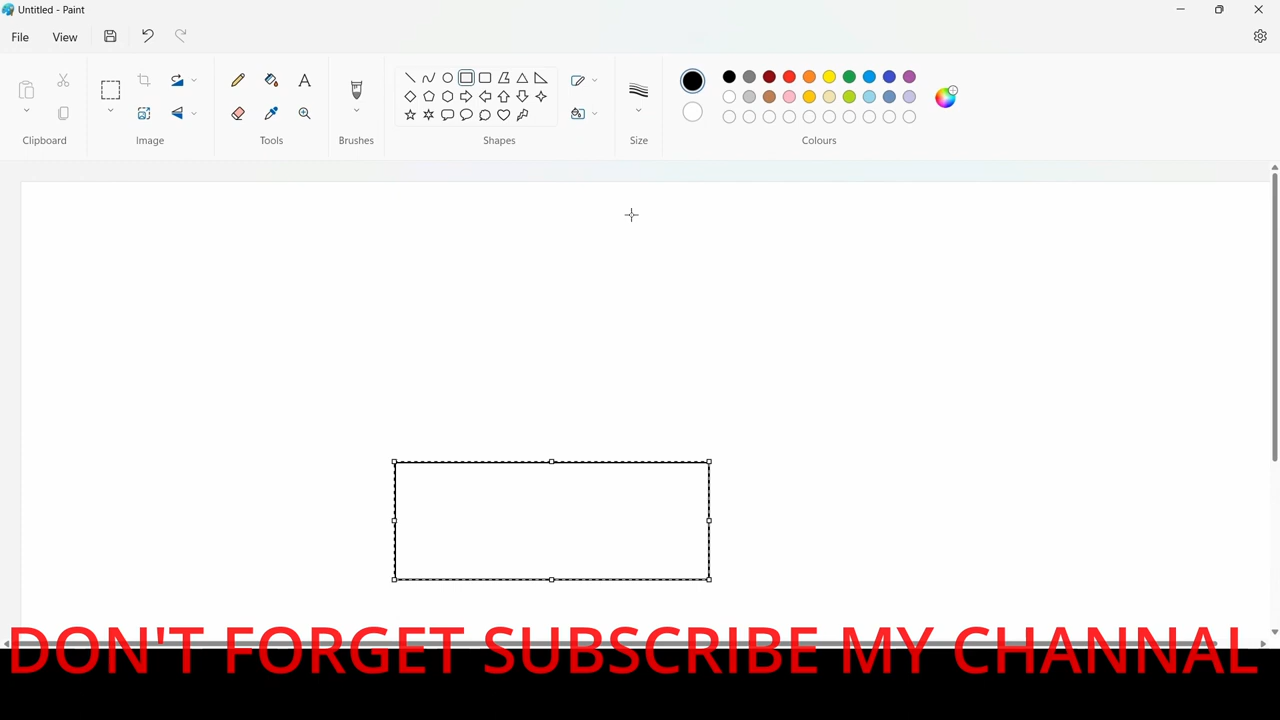 Untitled - Paint
File View
Clipboard Image Tools Brushes Shapes Size Colours
DON'T FORGET SUBSCRIBE MY CHANNAL